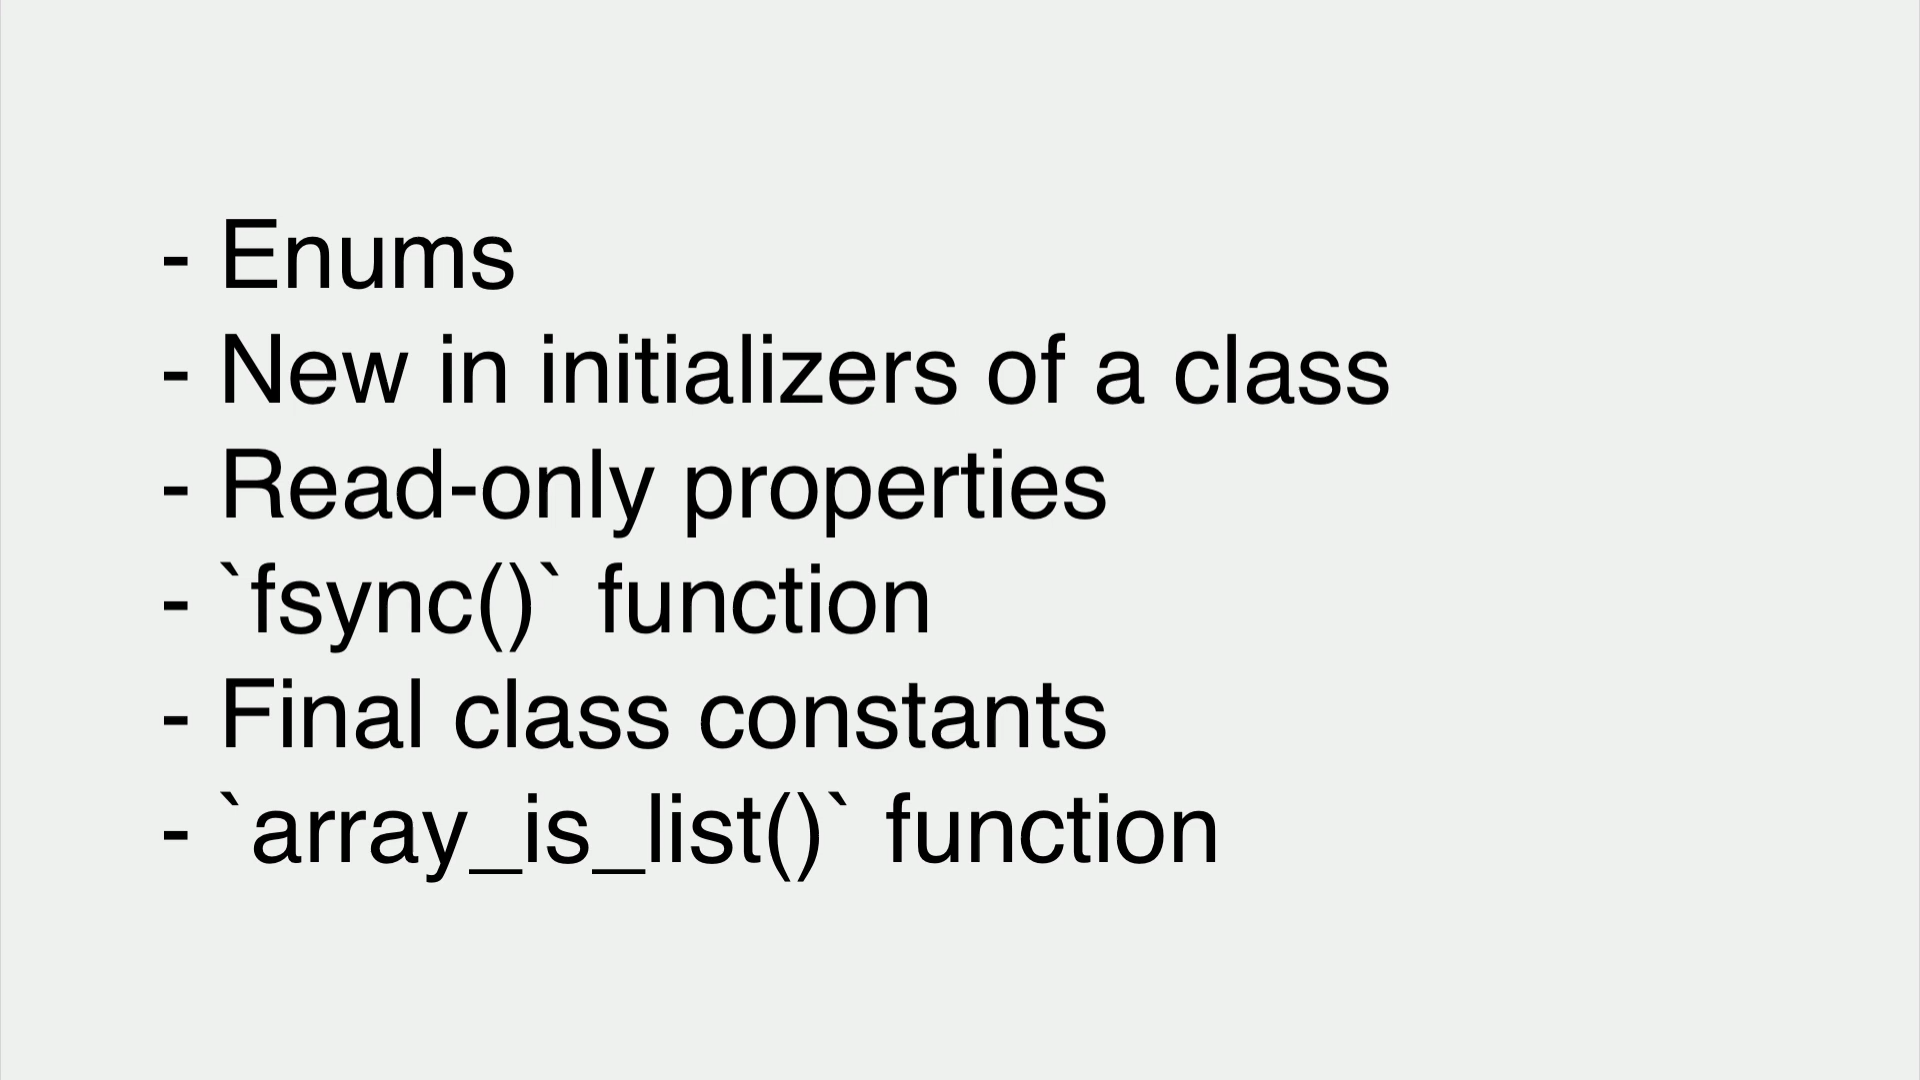 - Enums
- New in initializers of a class
- Read-only properties
- `fsync()` function
- Final class constants
- `array_is_list()` function